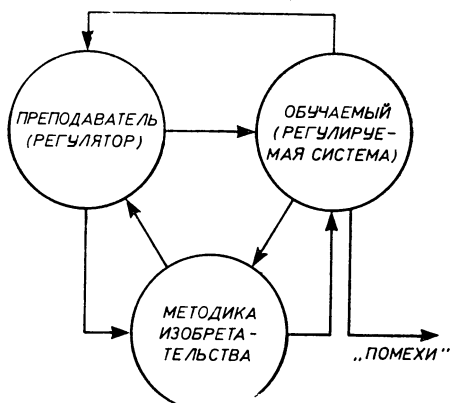 ПРЕПОДАВАТЕЛЬ
(РЕГУЛЯТОР)
ОБУЧАЕМЫЙ
(РЕГУЛИРУЕ-
МАЯ СИСТЕМА)
МЕТОДИКА
ИЗОБРЕТА-
ТЕЛЬСТВА
„ПОМЕХИ"